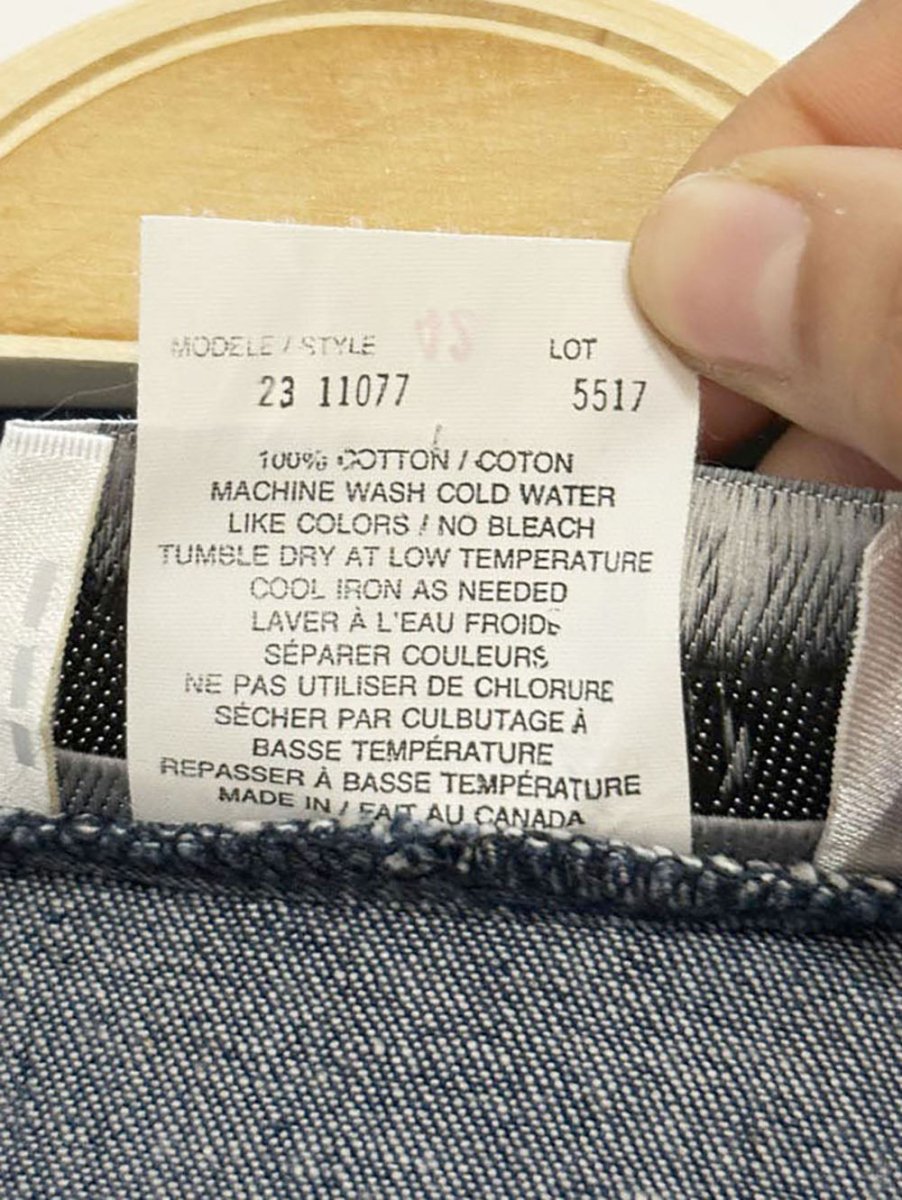 MODELE / STYLE LOT
23 11077 5517
100% COTTON / COTON
MACHINE WASH COLD WATER
LIKE COLORS / NO BLEACH
TUMBLE DRY AT LOW TEMPERATURE
COOL IRON AS NEEDED
LAVER À L'EAU FROIDE
SÉPARER COULEURS
NE PAS UTILISER DE CHLORURE
SÉCHER PAR CULBUTAGE À
BASSE TEMPÉRATURE
REPASSER À BASSE TEMPÉRATURE
MADE IN / FAIT AU CANADA